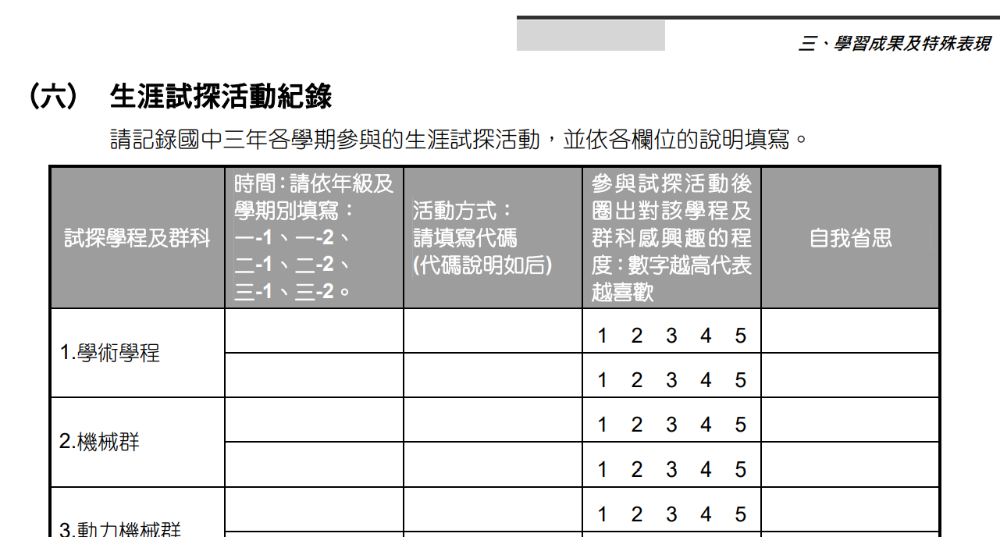 三、學習成果及特殊表現
（六） 生涯試探活動紀錄
請記錄國中三年各學期參與的生涯試探活動，並依各欄位的說明填寫。
試探學程及群科
時間：請依年級及
學期別填寫：
一-1、一-2、
二-1、二-2、
三-1、三-2。
活動方式：
請填寫代碼
(代碼說明如后)
參與試探活動後
圈出對該學程及
群科感興趣的程
度：數字越高代表
越喜歡
自我省思
1.學術學程
1 2 3 4 5
1 2 3 4 5
2.機械群
1 2 3 4 5
1 2 3 4 5
3.動力機械群
1 2 3 4 5